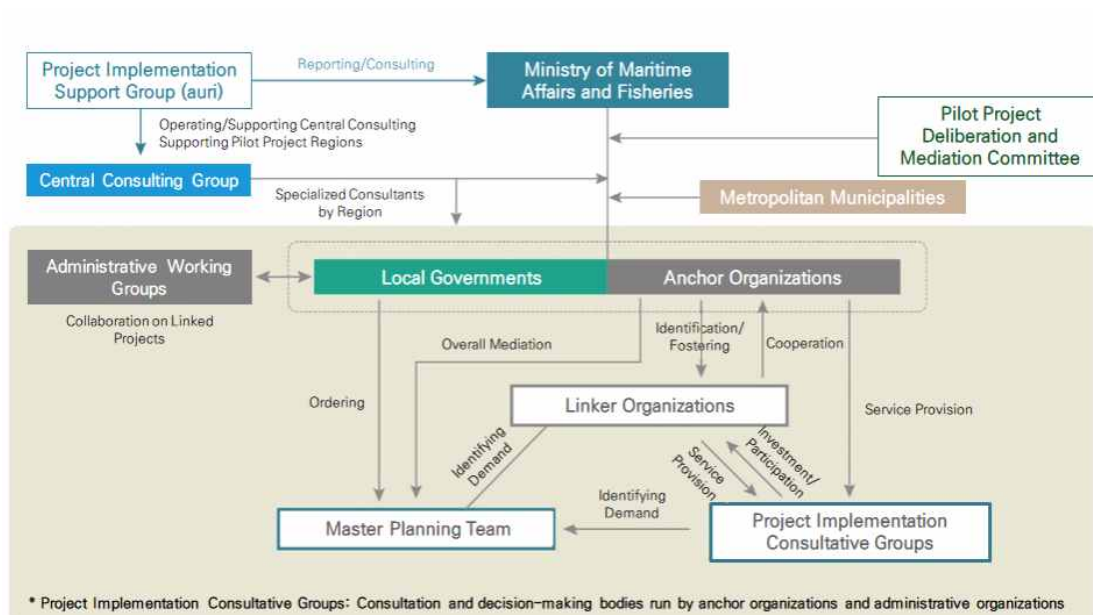 Project Implementation
Support Group (auri)
Reporting/Consulting
Ministry of Maritime
Affairs and Fisheries
Operating/Supporting Central Consulting
Supporting Pilot Project Regions
Pilot Project
Deliberation and
Mediation Committee
Central Consulting Group
Specialized Consultants
by Region
Metropolitan Municipalities
Administrative Working
Groups
Local Governments
Anchor Organizations
Collaboration on Linked
Projects
Overall Mediation
Identification/
Fostering
Cooperation
Ordering
Linker Organizations
Service Provision
Identifying
Demand
Service
Provision
Investment/
Participation
Identifying
Demand
Master Planning Team
Project Implementation
Consultative Groups
* Project Implementation Consultative Groups: Consultation and decision-making bodies run by anchor organizations and administrative organizations